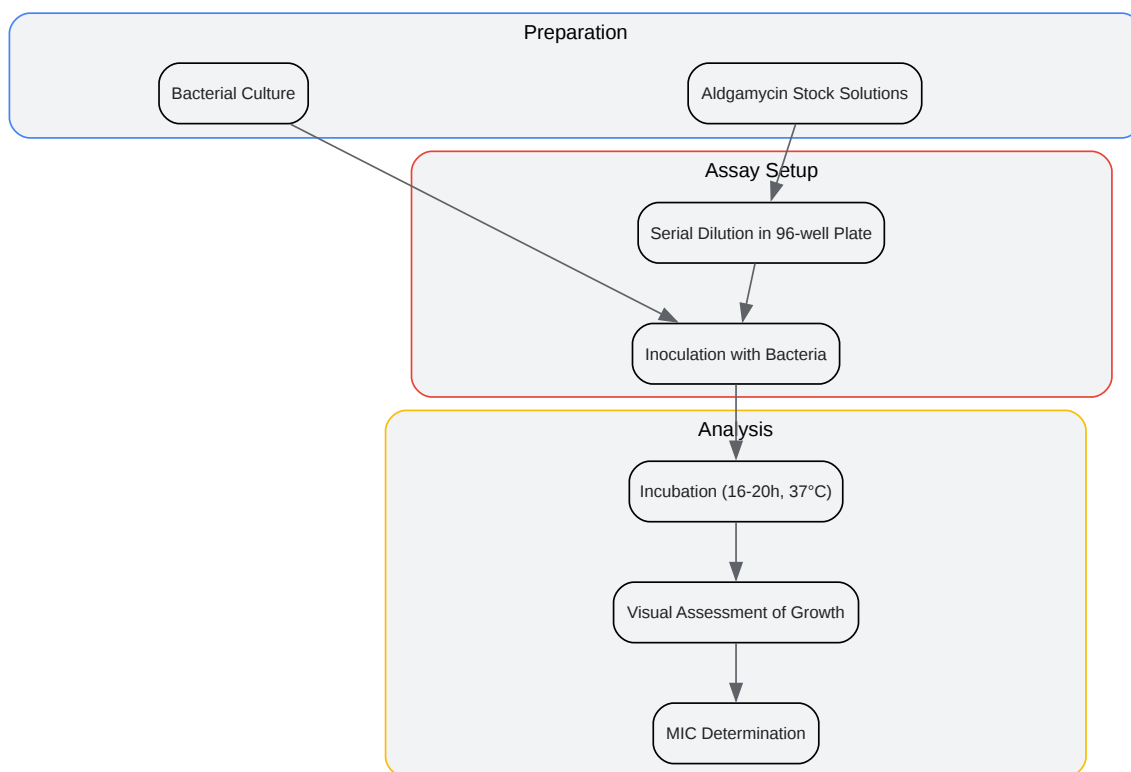 Preparation
Bacterial Culture
Aldgamycin Stock Solutions
Assay Setup
Serial Dilution in 96-well Plate
Inoculation with Bacteria
Analysis
Incubation (16-20h, 37°C)
Visual Assessment of Growth
MIC Determination